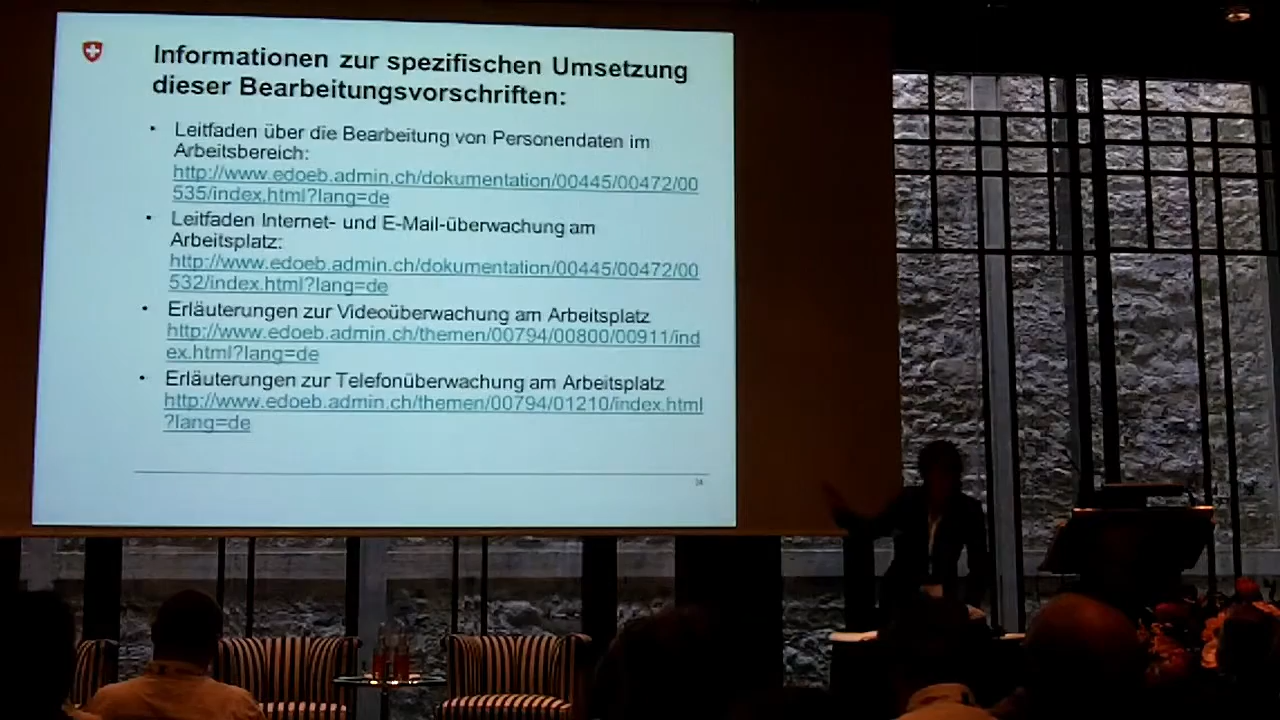 Informationen zur spezifischen Umsetzung
dieser Bearbeitungsvorschriften:
• Leitfaden über die Bearbeitung von Personendaten im
Arbeitsbereich:
http://www.edoeb.admin.ch/dokumentation/00445/00472/00
535/index.html?lang=de
• Leitfaden Internet- und E-Mail-überwachung am
Arbeitsplatz:
http://www.edoeb.admin.ch/dokumentation/00445/00472/00
532/index.html?lang=de
• Erläuterungen zur Videoüberwachung am Arbeitsplatz
http://www.edoeb.admin.ch/themen/00794/00800/00911/ind
ex.html?lang=de
• Erläuterungen zur Telefonüberwachung am Arbeitsplatz
http://www.edoeb.admin.ch/themen/00794/01210/index.html
?lang=de